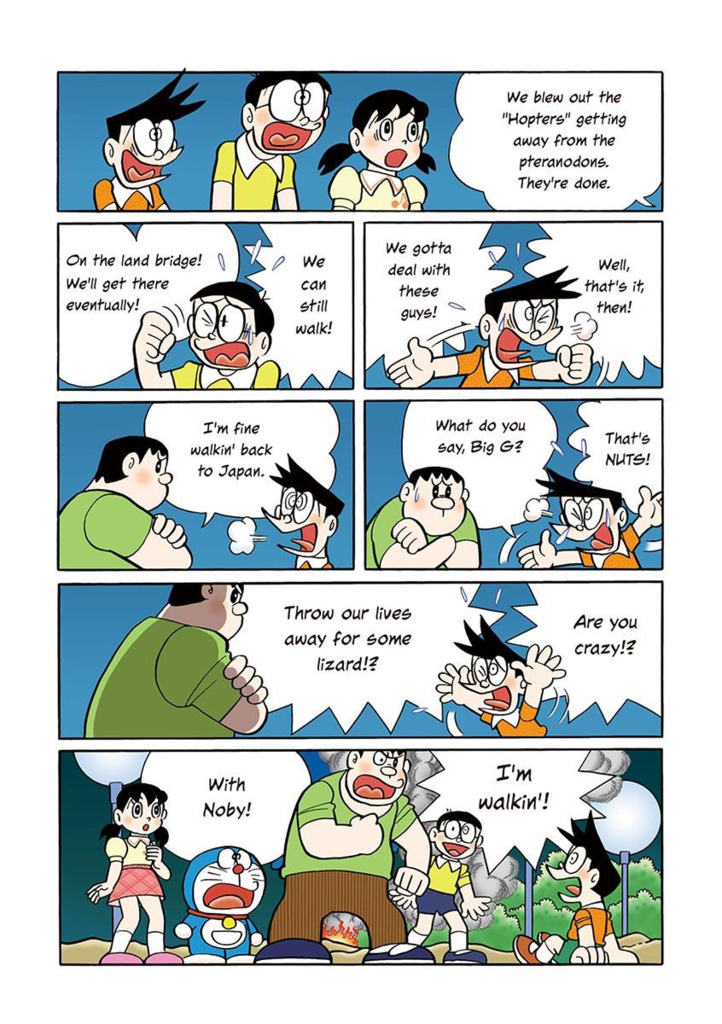 We blew out the
"Hopters" getting
away from the
pteranodons.
They're done.
Well,
that's it,
then!
We gotta
deal with
these
guys!
We
can
still
walk!
On the land bridge!
We'll get there
eventually!
That's
NUTS!
What do you
say, Big G?
I'm fine
walkin' back
to Japan.
Are you
crazy!?
Throw our lives
away for some
lizard!?
I'm
walkin'!
With
Noby!